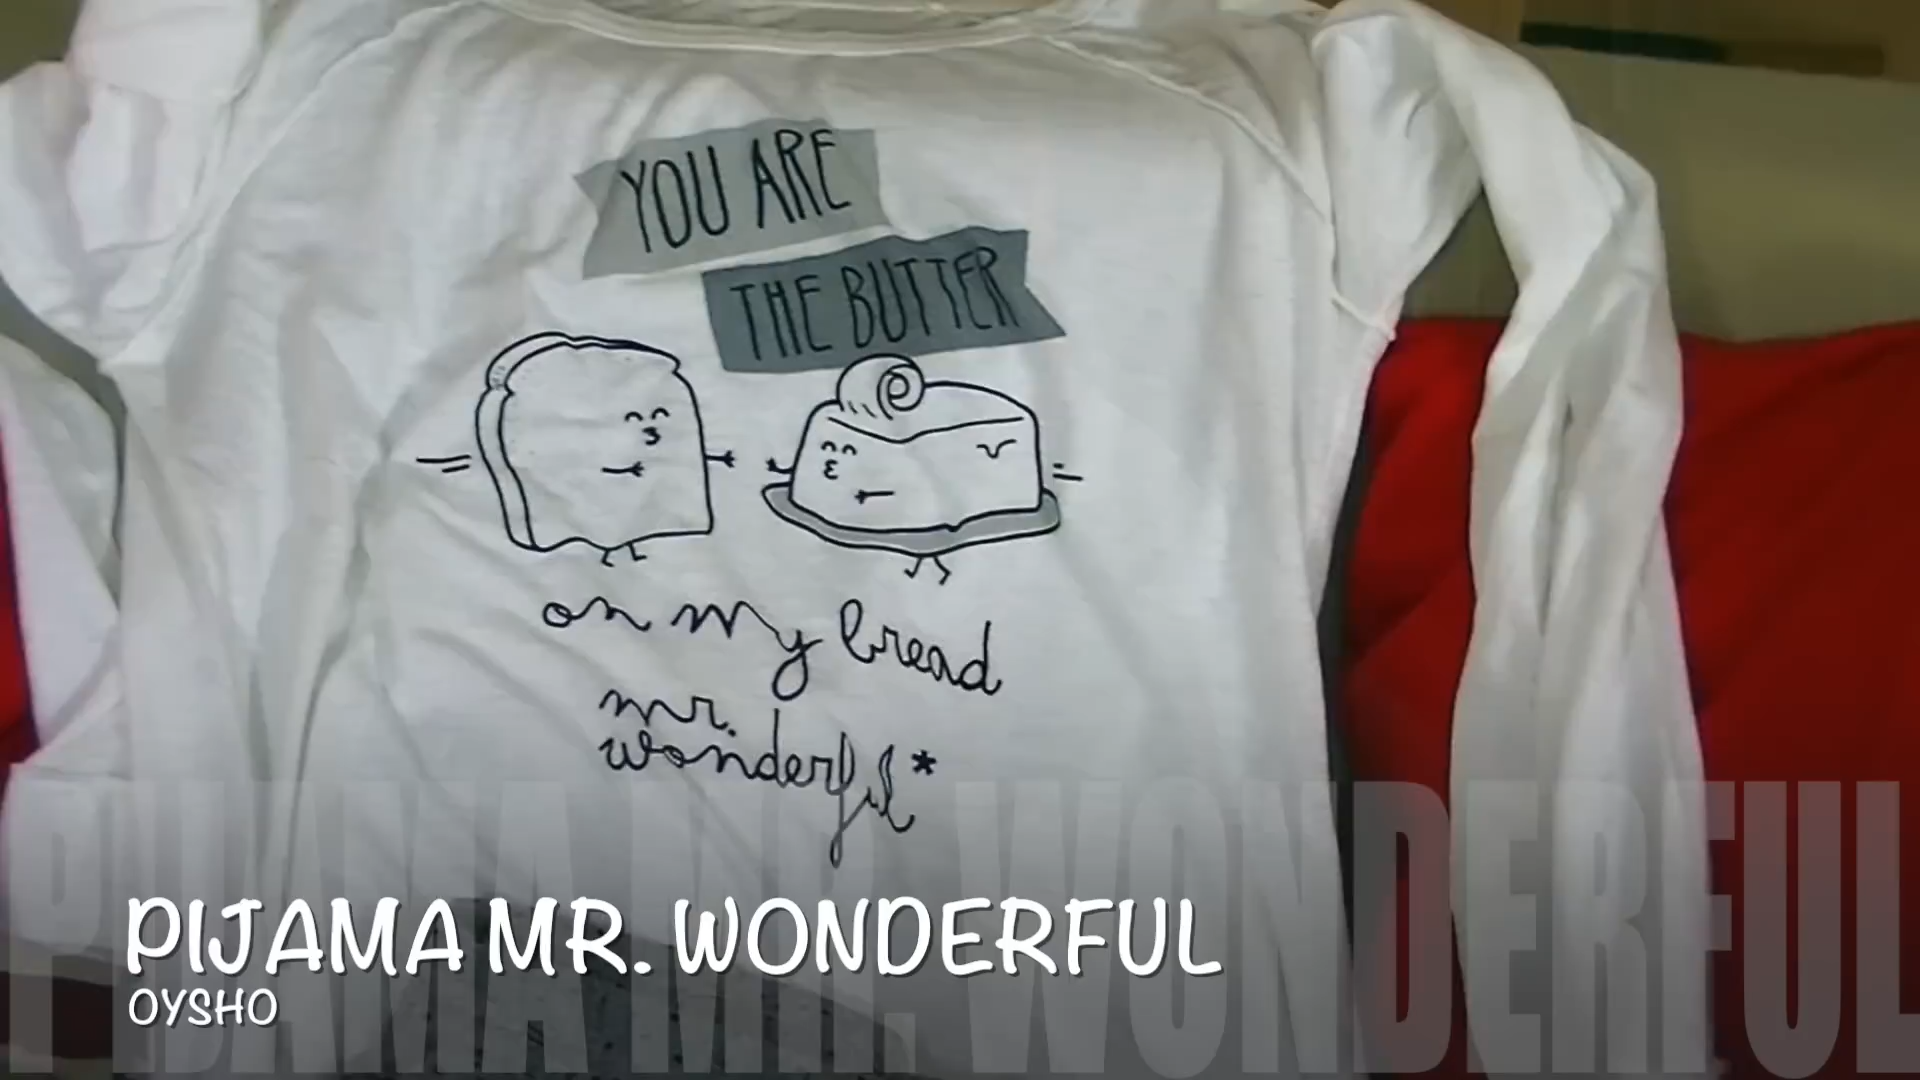 YOU ARE
THE BUTTER
on my bread
mr.
wonderful*
PIJAMA MR. WONDERFUL
PIJAMA MR. WONDERFUL
OYSHO